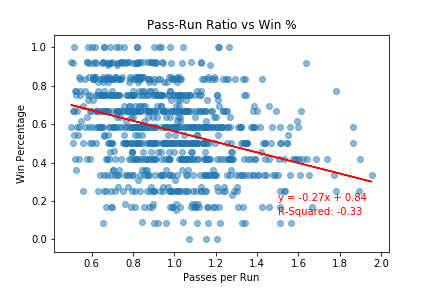 Pass-Run Ratio vs Win %
Win Percentage
1.0
0.8
0.6
0.4
0.2
0.0
y = -0.27x + 0.84
R-Squared: -0.33
0.6 0.8 1.0 1.2 1.4 1.6 1.8 2.0
Passes per Run